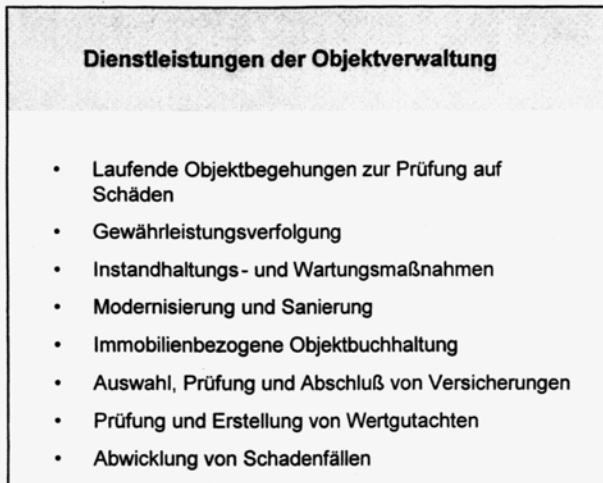 Dienstleistungen der Objektverwaltung
• Laufende Objektbegehungen zur Prüfung auf
Schäden
• Gewährleistungsverfolgung
• Instandhaltungs- und Wartungsmaßnahmen
• Modernisierung und Sanierung
• Immobilienbezogene Objektbuchhaltung
• Auswahl, Prüfung und Abschluß von Versicherungen
• Prüfung und Erstellung von Wertgutachten
• Abwicklung von Schadenfällen